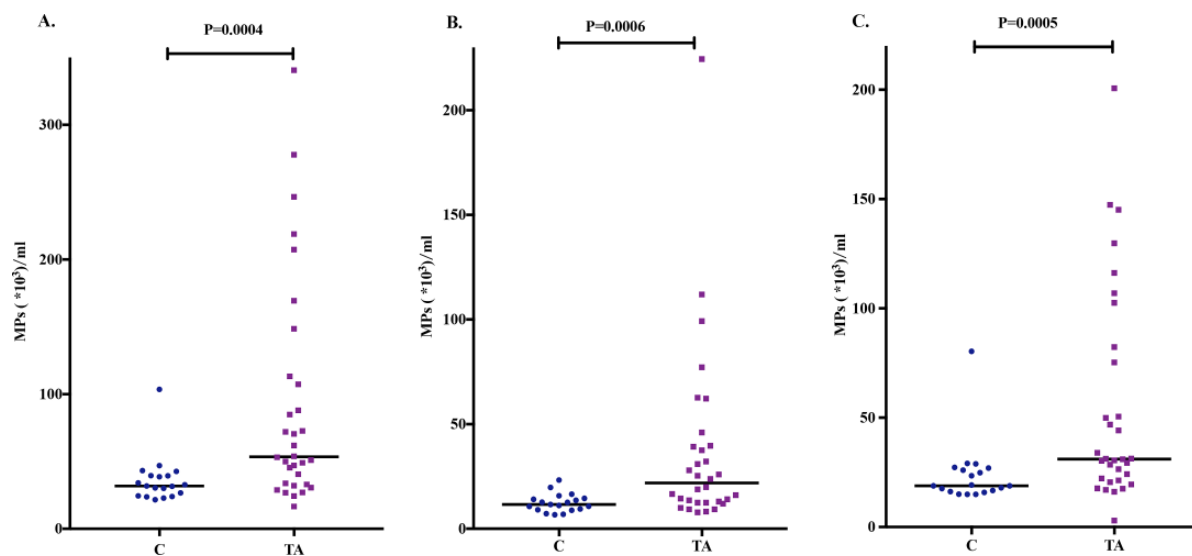 A.
P=0.0004
MPs ( *10³)/ml
300
200
100
0
C
TA
B.
P=0.0006
MPs ( *10³)/ml
200
150
100
50
0
C
TA
C.
P=0.0005
MPs ( *10³)/ml
200
150
100
50
0
C
TA